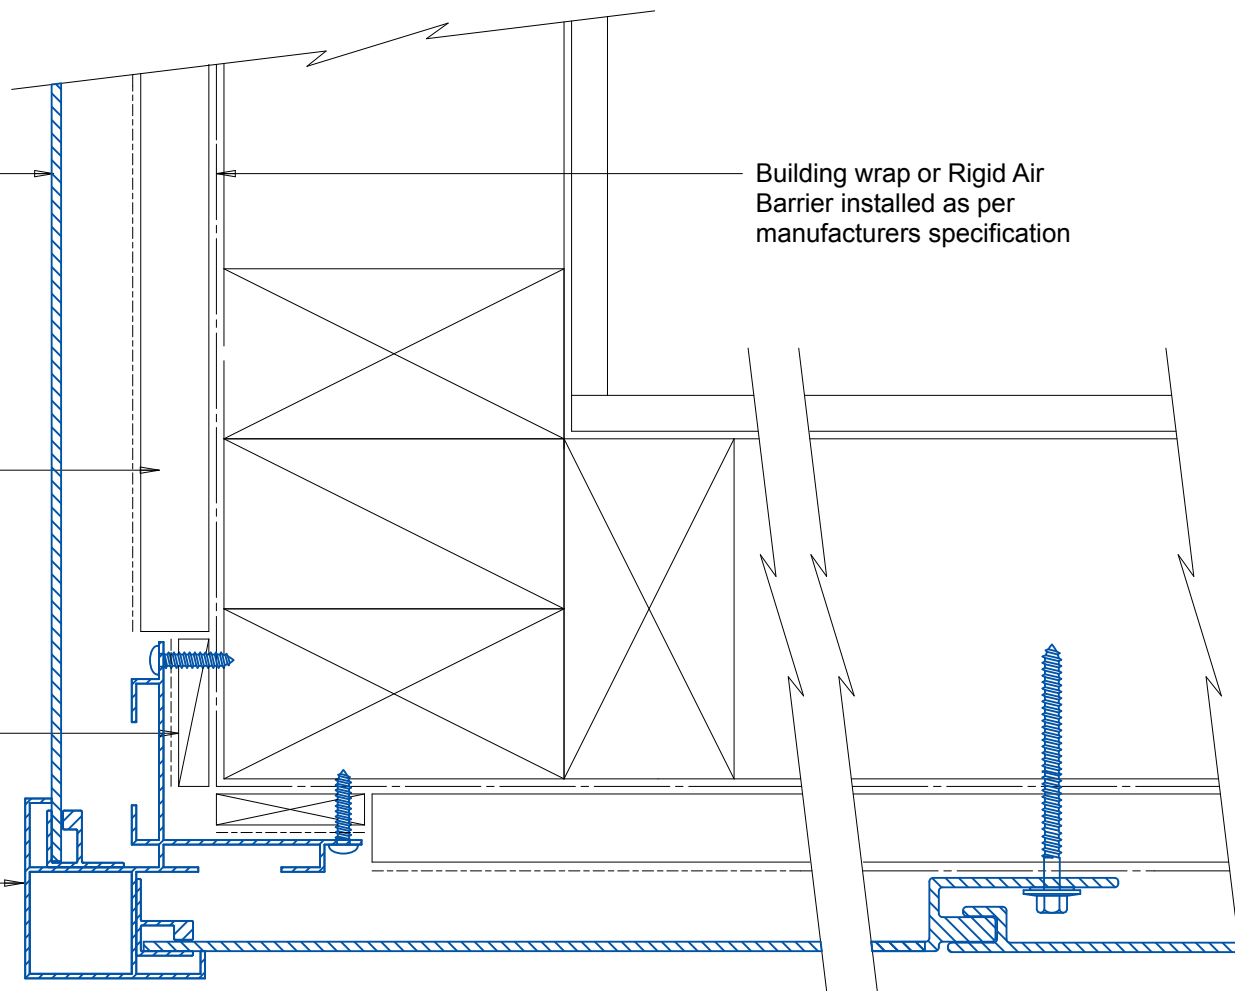 Building wrap or Rigid Air
Barrier installed as per
manufacturers specification